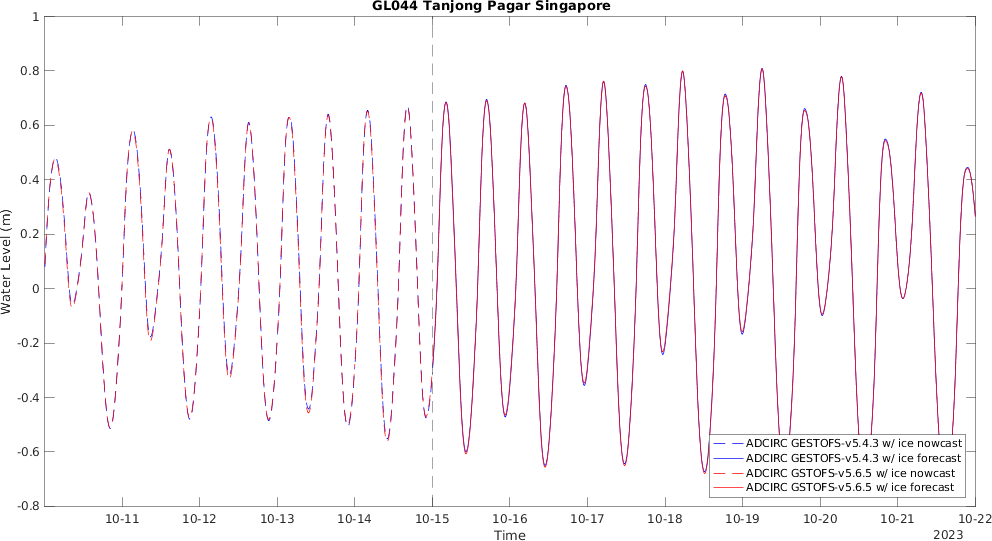 GL044 Tanjong Pagar Singapore
1
0.8
0.6
0.4
0.2
0
-0.2
-0.4
-0.6
-0.8
Water Level (m)
ADCIRC GESTOFS-v5.4.3 w/ ice nowcast
ADCIRC GESTOFS-v5.4.3 w/ ice forecast
ADCIRC GSTOFS-v5.6.5 w/ ice nowcast
ADCIRC GSTOFS-v5.6.5 w/ ice forecast
10-11 10-12 10-13 10-14 10-15 10-16 10-17 10-18 10-19 10-20 10-21 10-22
Time
2023